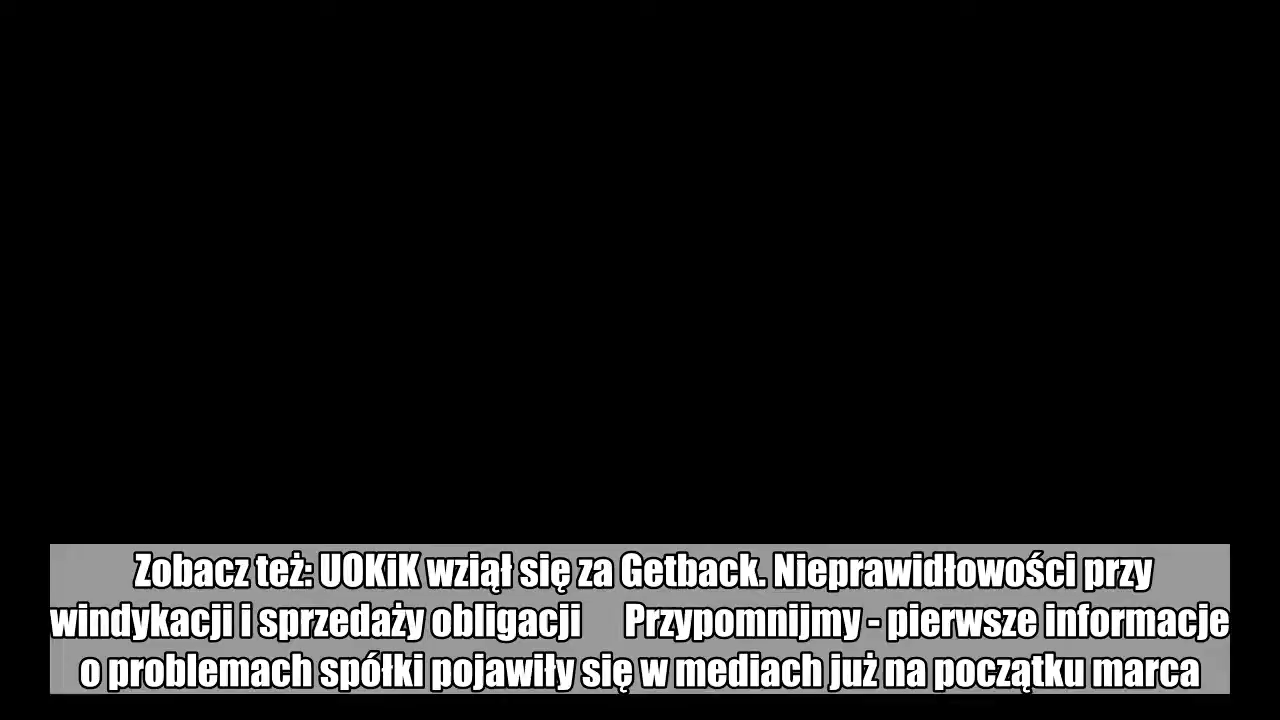 Zobacz też: UOKiK wziął się za Getback. Nieprawidłowości przy
windykacji i sprzedaży obligacji Przypomnijmy - pierwsze informacje
o problemach spółki pojawiły się w mediach już na początku marca